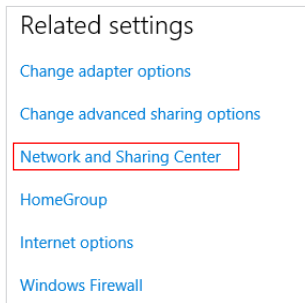 Related settings
Change adapter options
Change advanced sharing options
Network and Sharing Center
HomeGroup
Internet options
Windows Firewall